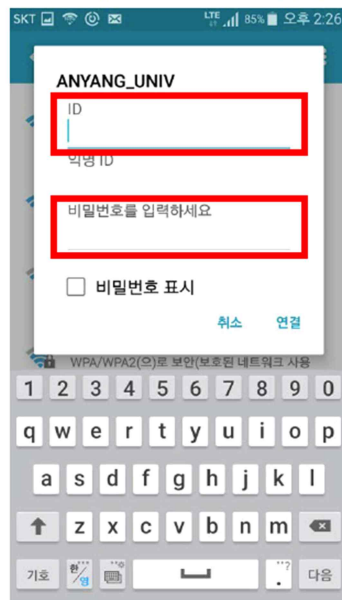 SKT LTE 85% 오후 2:26
ANYANG_UNIV
ID
익명 ID
비밀번호를 입력하세요
비밀번호 표시
취소 연결
WPA/WPA2(으)로 보안(보호된 네트워크 사용
1 2 3 4 5 6 7 8 9 0
q w e r t y u i o p
a s d f g h j k l
z x c v b n m
기호 한/영 . ? 다음